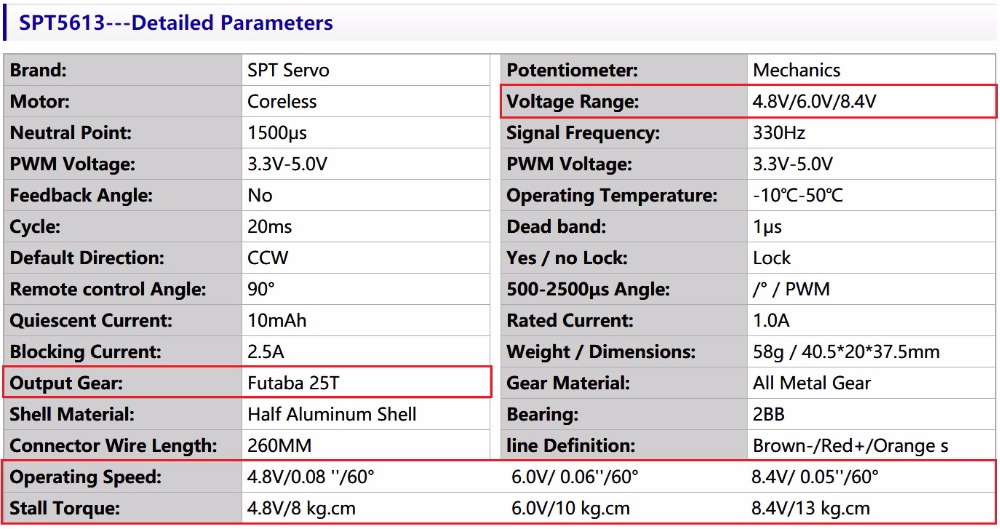 SPT5613---Detailed Parameters
Brand: SPT Servo Potentiometer: Mechanics
Motor: Coreless Voltage Range: 4.8V/6.0V/8.4V
Neutral Point: 1500μs Signal Frequency: 330Hz
PWM Voltage: 3.3V-5.0V PWM Voltage: 3.3V-5.0V
Feedback Angle: No Operating Temperature: -10℃-50℃
Cycle: 20ms Dead band: 1μs
Default Direction: CCW Yes / no Lock: Lock
Remote control Angle: 90° 500-2500μs Angle: /° / PWM
Quiescent Current: 10mAh Rated Current: 1.0A
Blocking Current: 2.5A Weight / Dimensions: 58g / 40.5*20*37.5mm
Output Gear: Futaba 25T Gear Material: All Metal Gear
Shell Material: Half Aluminum Shell Bearing: 2BB
Connector Wire Length: 260MM line Definition: Brown-/Red+/Orange s
Operating Speed: 4.8V/0.08 ''/60° 6.0V/ 0.06''/60° 8.4V/ 0.05''/60°
Stall Torque: 4.8V/8 kg.cm 6.0V/10 kg.cm 8.4V/13 kg.cm